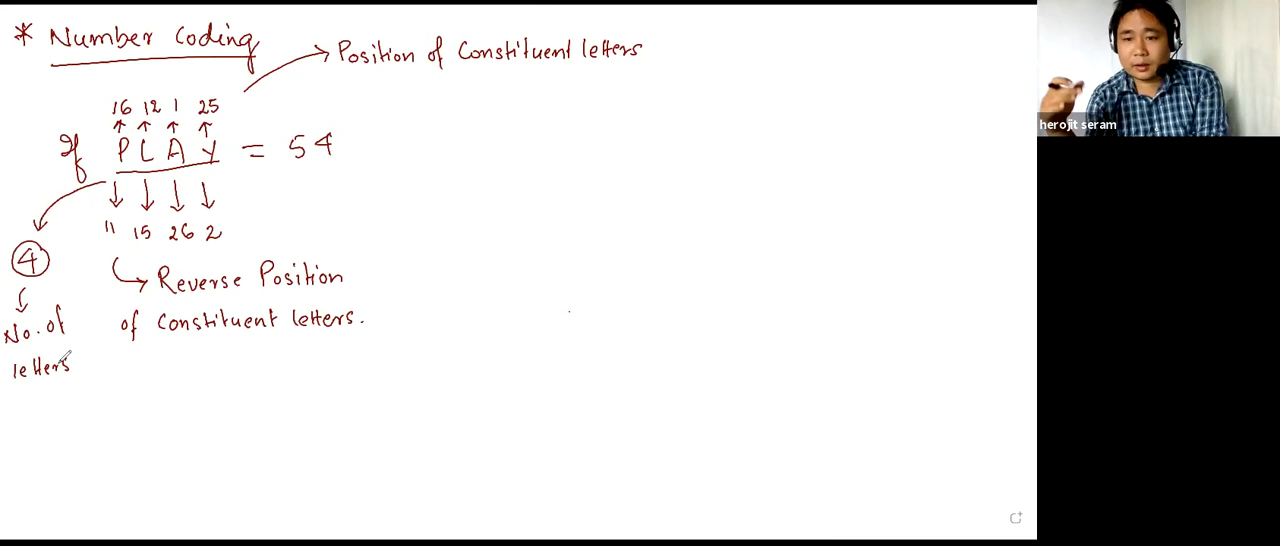 * Number Coding
→ Position of Constituent letters
16 12 1 25
If PLAY = 54
11 15 26 2
4
Reverse Position
of Constituent letters.
No. of
letters
herojit seram